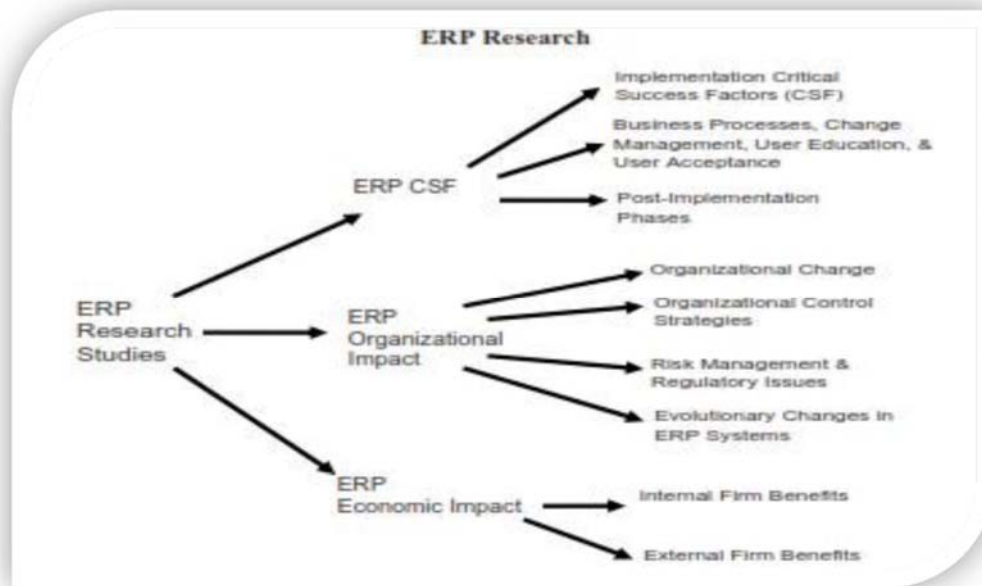 ERP Research
Implementation Critical
Success Factors (CSF)
Business Processes, Change
Management, User Education, &
User Acceptance
ERP CSF
Post-Implementation
Phases
ERP
Research
Studies
ERP
Organizational
Impact
Organizational Change
Organizational Control
Strategies
Risk Management &
Regulatory Issues
Evolutionary Changes in
ERP Systems
ERP
Economic Impact
Internal Firm Benefits
External Firm Benefits